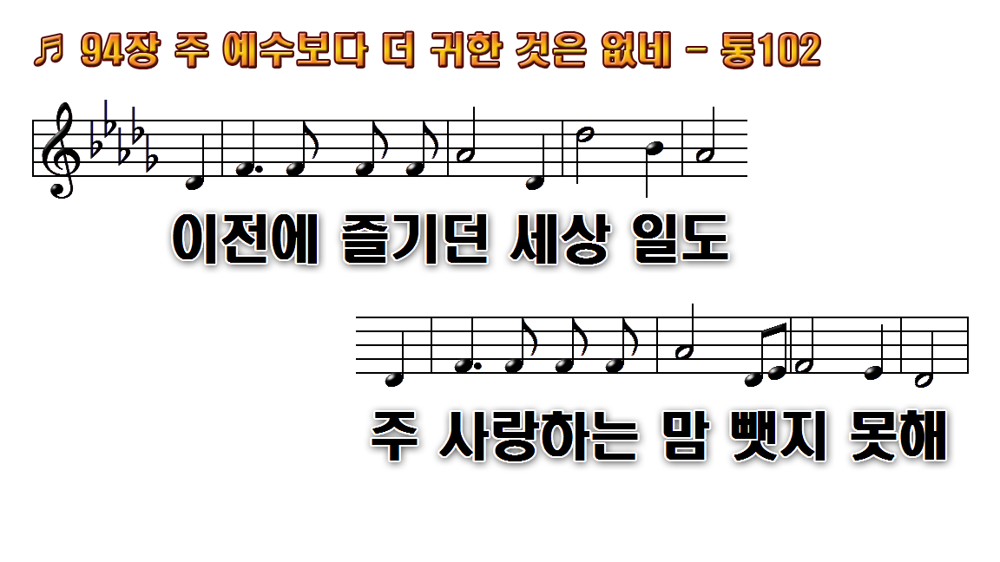 ♬ 94장 주 예수보다 더 귀한 것은 없네 - 통102
이전에 즐기던 세상 일도
주 사랑하는 맘 뺏지 못해